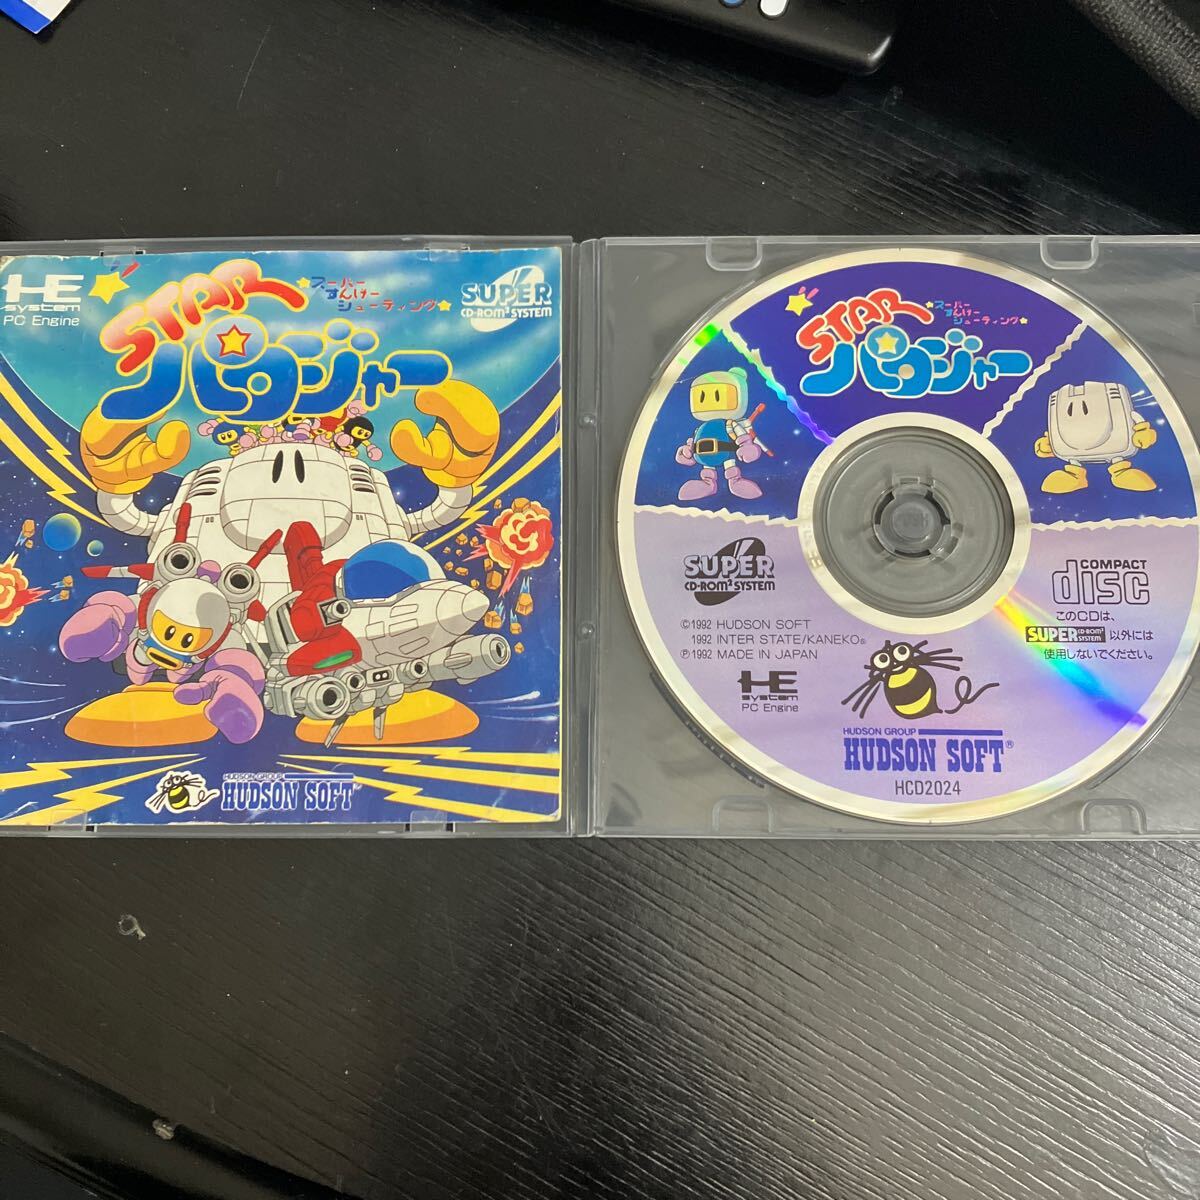 HE
system
PC Engine
STAR
パロジャー
スーパー
すんげー
シューティング
SUPER
CD-ROM² SYSTEM
HUDSON GROUP
HUDSON SOFT
STAR
パロジャー
スーパー
すんげー
シューティング
SUPER
CD-ROM² SYSTEM
©1992 HUDSON SOFT
1992 INTER STATE/KANEKO®
Ⓟ1992 MADE IN JAPAN
HE
system
PC Engine
COMPACT
disc
このCDは、
SUPER CD-ROM² SYSTEM 以外には
使用しないでください。
HUDSON GROUP
HUDSON SOFT®
HCD2024